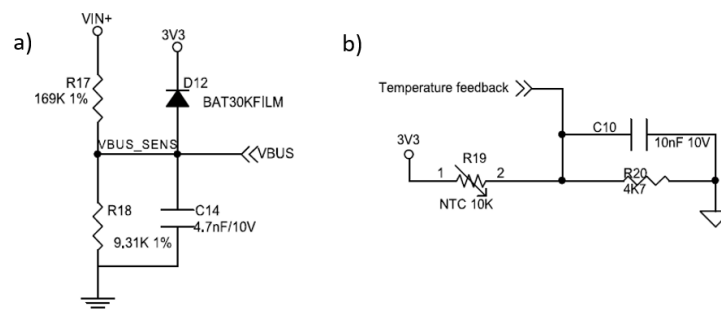 a)
VIN+
R17
169K 1%
3V3
D12
BAT30KFILM
VBUS_SENS
VBUS
R18
9.31K 1%
C14
4.7nF/10V
b)
Temperature feedback
C10
10nF 10V
3V3
R19
1
2
NTC 10K
R20
4K7